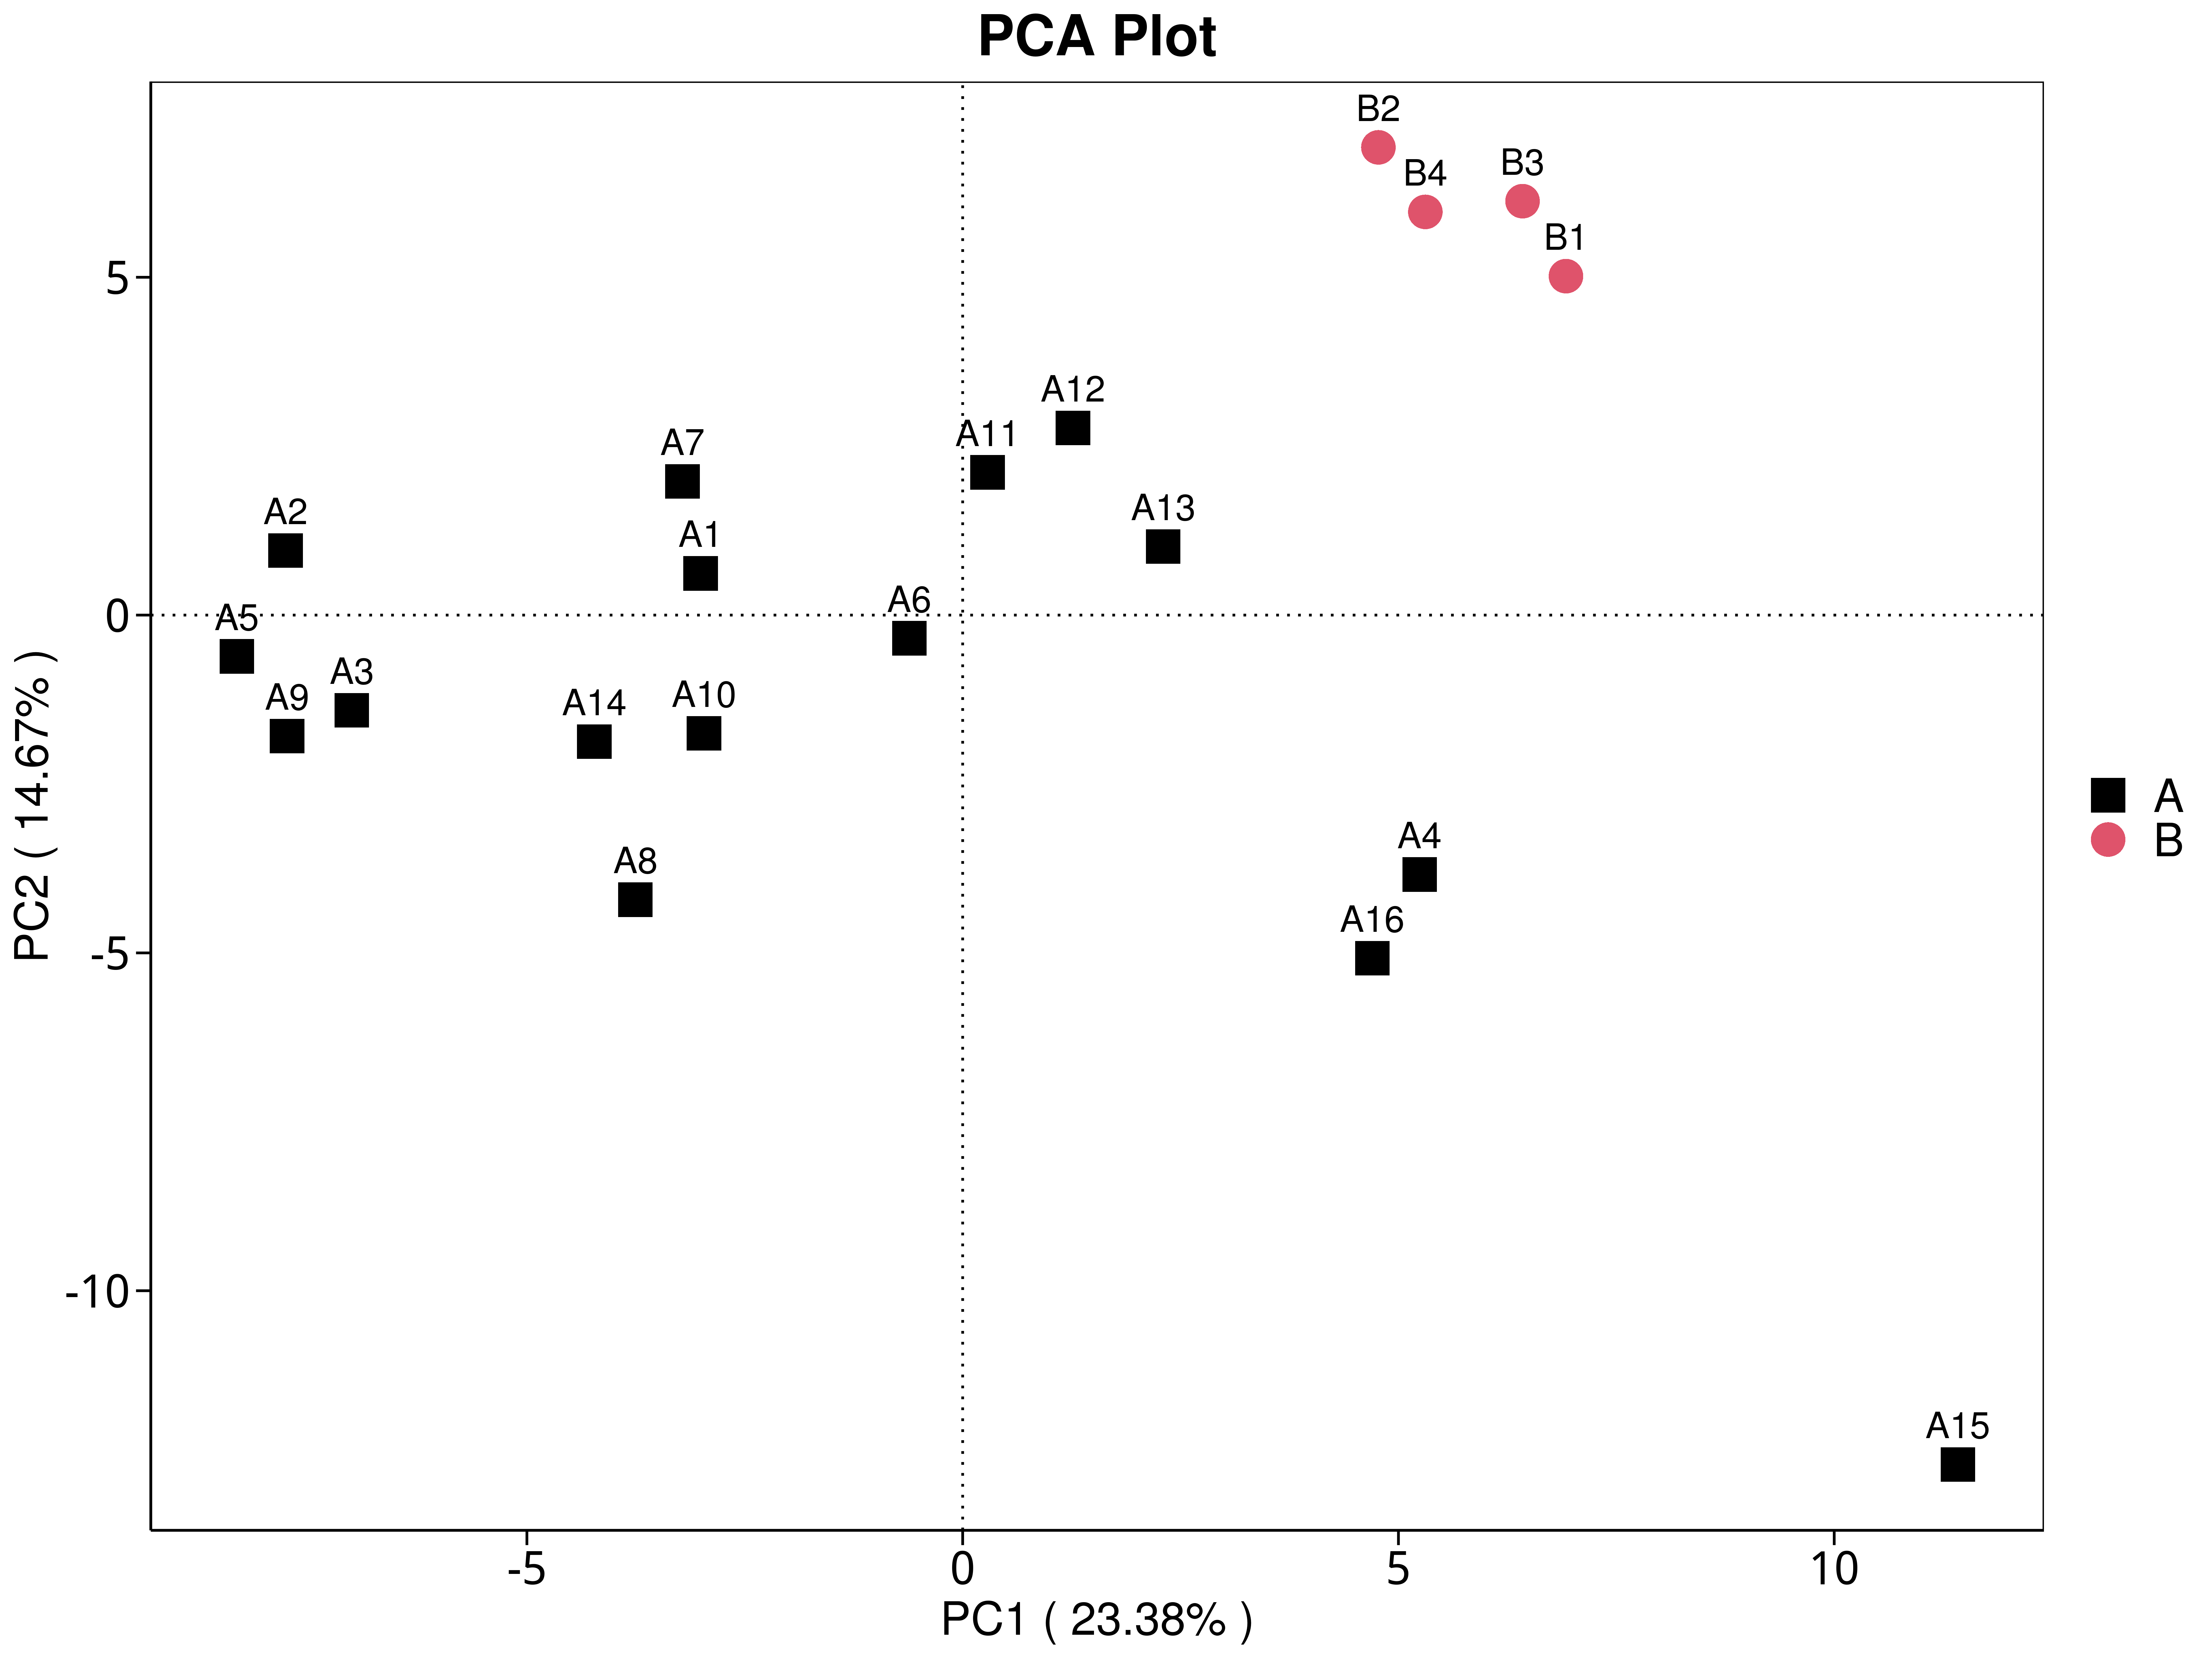 PCA Plot
B2
B4
B3
B1
5
A12
A11
A7
A13
A2
A1
A6
0
A5
A3
A9
A14
A10
PC2 ( 14.67% )
A
B
A4
A8
A16
-5
-10
A15
-5
0
5
10
PC1 ( 23.38% )